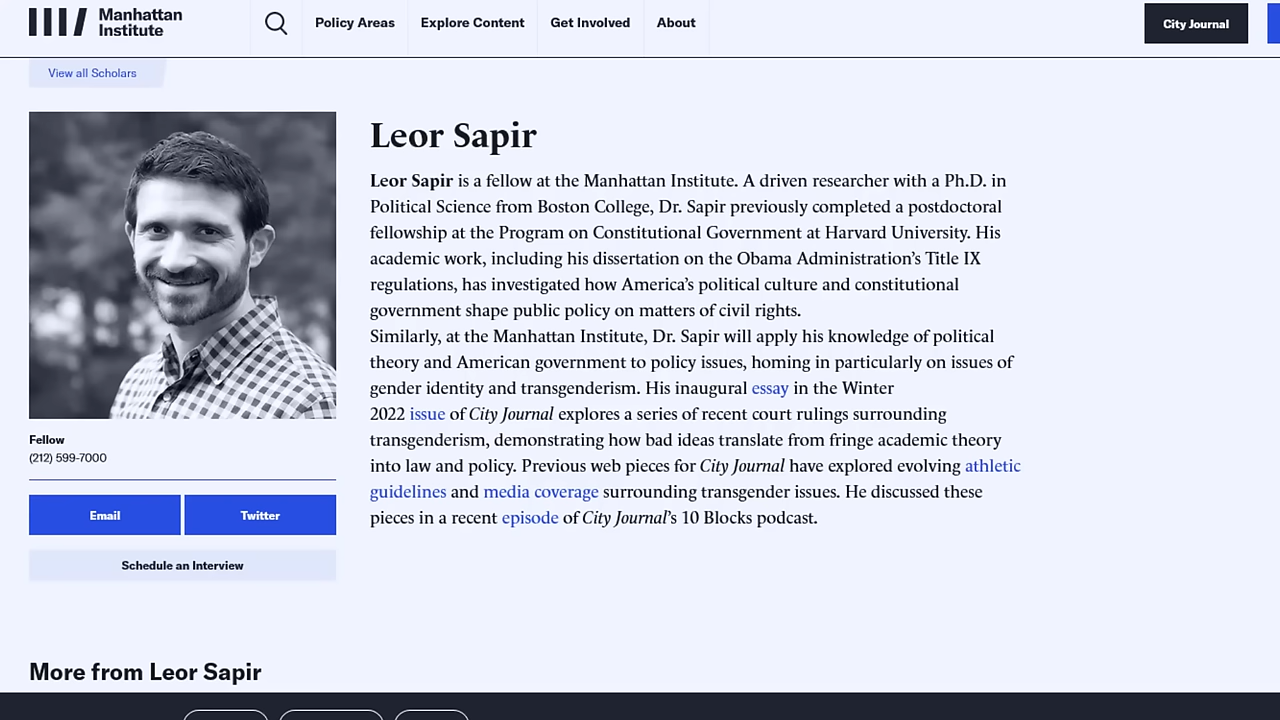 Manhattan
Institute
Policy Areas
Explore Content
Get Involved
About
City Journal
View all Scholars
Leor Sapir
Leor Sapir is a fellow at the Manhattan Institute. A driven researcher with a Ph.D. in
Political Science from Boston College, Dr. Sapir previously completed a postdoctoral
fellowship at the Program on Constitutional Government at Harvard University. His
academic work, including his dissertation on the Obama Administration’s Title IX
regulations, has investigated how America’s political culture and constitutional
government shape public policy on matters of civil rights.
Similarly, at the Manhattan Institute, Dr. Sapir will apply his knowledge of political
theory and American government to policy issues, homing in particularly on issues of
gender identity and transgenderism. His inaugural essay in the Winter
2022 issue of City Journal explores a series of recent court rulings surrounding
transgenderism, demonstrating how bad ideas translate from fringe academic theory
into law and policy. Previous web pieces for City Journal have explored evolving athletic
guidelines and media coverage surrounding transgender issues. He discussed these
pieces in a recent episode of City Journal’s 10 Blocks podcast.
Fellow
(212) 599-7000
Email
Twitter
Schedule an Interview
More from Leor Sapir